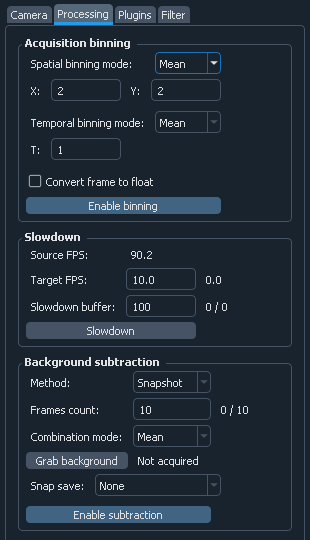 Camera Processing Plugins Filter
Acquisition binning
Spatial binning mode: Mean
X: 2 Y: 2
Temporal binning mode: Mean
T: 1
Convert frame to float
Enable binning
Slowdown
Source FPS: 90.2
Target FPS: 10.0 0.0
Slowdown buffer: 100 0 / 0
Slowdown
Background subtraction
Method: Snapshot
Frames count: 10 0 / 10
Combination mode: Mean
Grab background Not acquired
Snap save: None
Enable subtraction